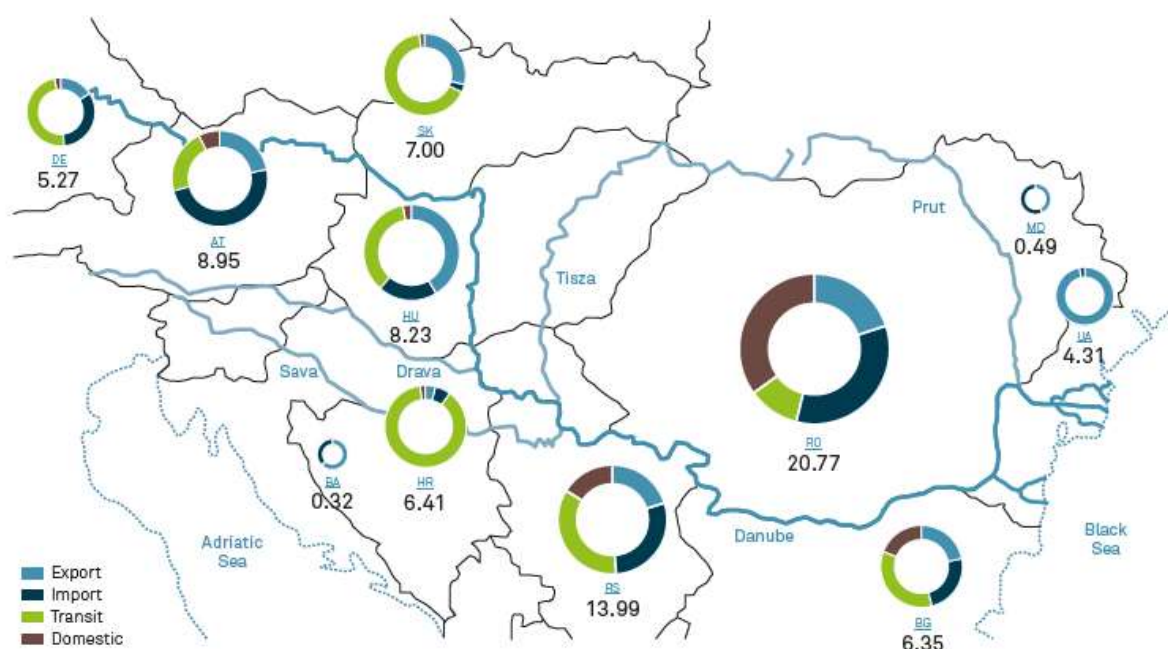 SK
7.00
DE
5.27
AT
8.95
Prut
MD
0.49
HU
8.23
Tisza
UA
4.31
Sava
Drava
RO
20.77
BA
0.32
HR
6.41
Adriatic
Sea
Danube
Black
Sea
RS
13.99
BG
6.35
Export
Import
Transit
Domestic